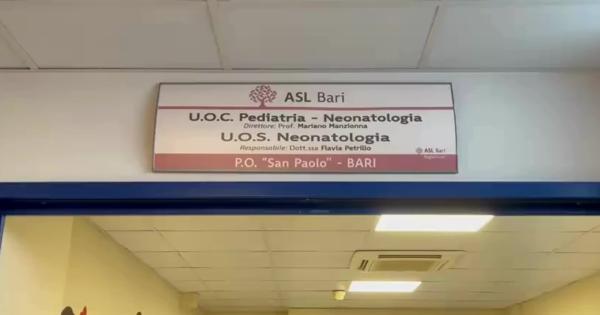 ASL Bari
U.O.C. Pediatria - Neonatologia
Direttore: Prof. Mariano Manzionna
U.O.S. Neonatologia
Responsabile: Dott.ssa Flavia Petrillo
ASL Bari
P.O. "San Paolo" - BARI